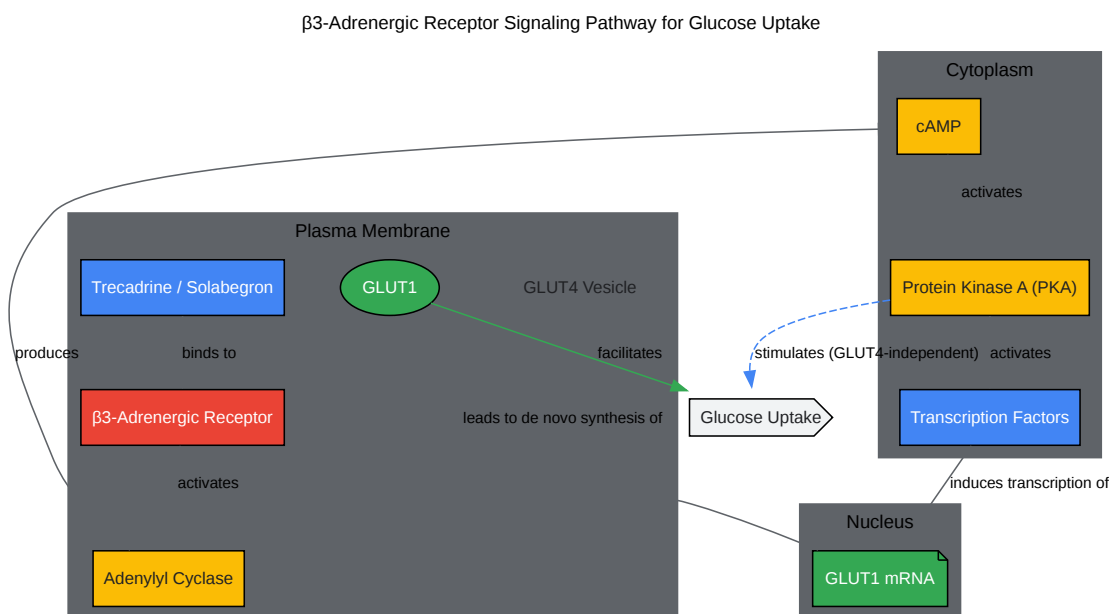 β3-Adrenergic Receptor Signaling Pathway for Glucose Uptake
Cytoplasm
cAMP
activates
Plasma Membrane
Trecadrine / Solabegron
GLUT1
GLUT4 Vesicle
Protein Kinase A (PKA)
produces
binds to
facilitates
stimulates (GLUT4-independent)
activates
β3-Adrenergic Receptor
leads to de novo synthesis of
Glucose Uptake
Transcription Factors
activates
induces transcription of
Nucleus
Adenylyl Cyclase
GLUT1 mRNA